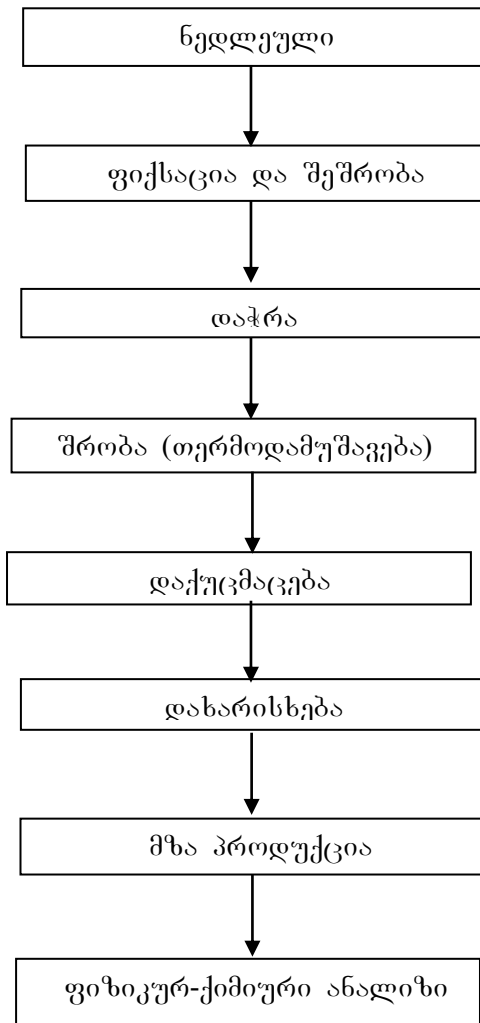 ნედლეული
ფიქსაცია და შეშრობა
დაჭრა
შრობა (თერმოდამუშავება)
დაქუცმაცება
დახარისხება
მზა პროდუქცია
ფიზიკურ-ქიმიური ანალიზი